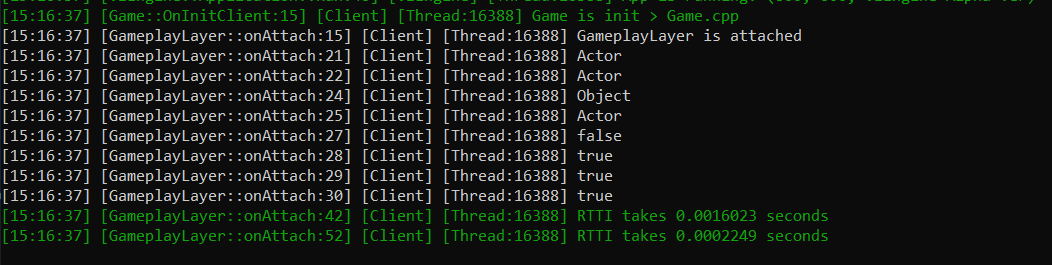 [15:16:37] [Game::OnInitClient:15] [Client] [Thread:16388] Game is init > Game.cpp
[15:16:37] [GameplayLayer::onAttach:15] [Client] [Thread:16388] GameplayLayer is attached
[15:16:37] [GameplayLayer::onAttach:21] [Client] [Thread:16388] Actor
[15:16:37] [GameplayLayer::onAttach:22] [Client] [Thread:16388] Actor
[15:16:37] [GameplayLayer::onAttach:24] [Client] [Thread:16388] Object
[15:16:37] [GameplayLayer::onAttach:25] [Client] [Thread:16388] Actor
[15:16:37] [GameplayLayer::onAttach:27] [Client] [Thread:16388] false
[15:16:37] [GameplayLayer::onAttach:28] [Client] [Thread:16388] true
[15:16:37] [GameplayLayer::onAttach:29] [Client] [Thread:16388] true
[15:16:37] [GameplayLayer::onAttach:30] [Client] [Thread:16388] true
[15:16:37] [GameplayLayer::onAttach:42] [Client] [Thread:16388] RTTI takes 0.0016023 seconds
[15:16:37] [GameplayLayer::onAttach:52] [Client] [Thread:16388] RTTI takes 0.0002249 seconds